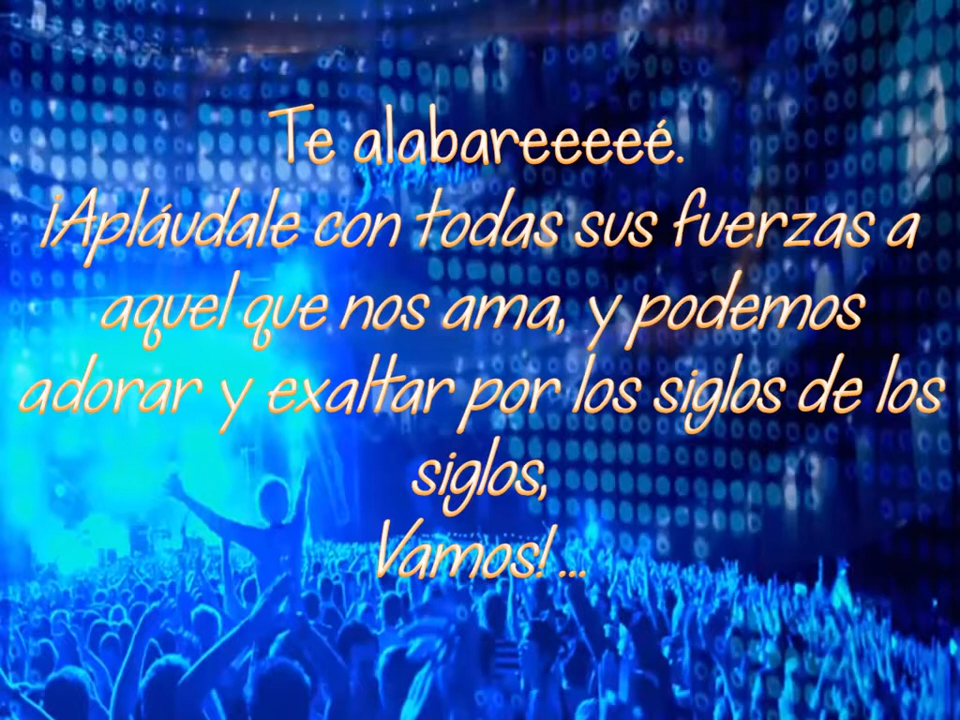 Te alabareeeeé.
¡Apláudale con todas sus fuerzas a
aquel que nos ama, y podemos
adorar y exaltar por los siglos de los
siglos,
Vamos! ...